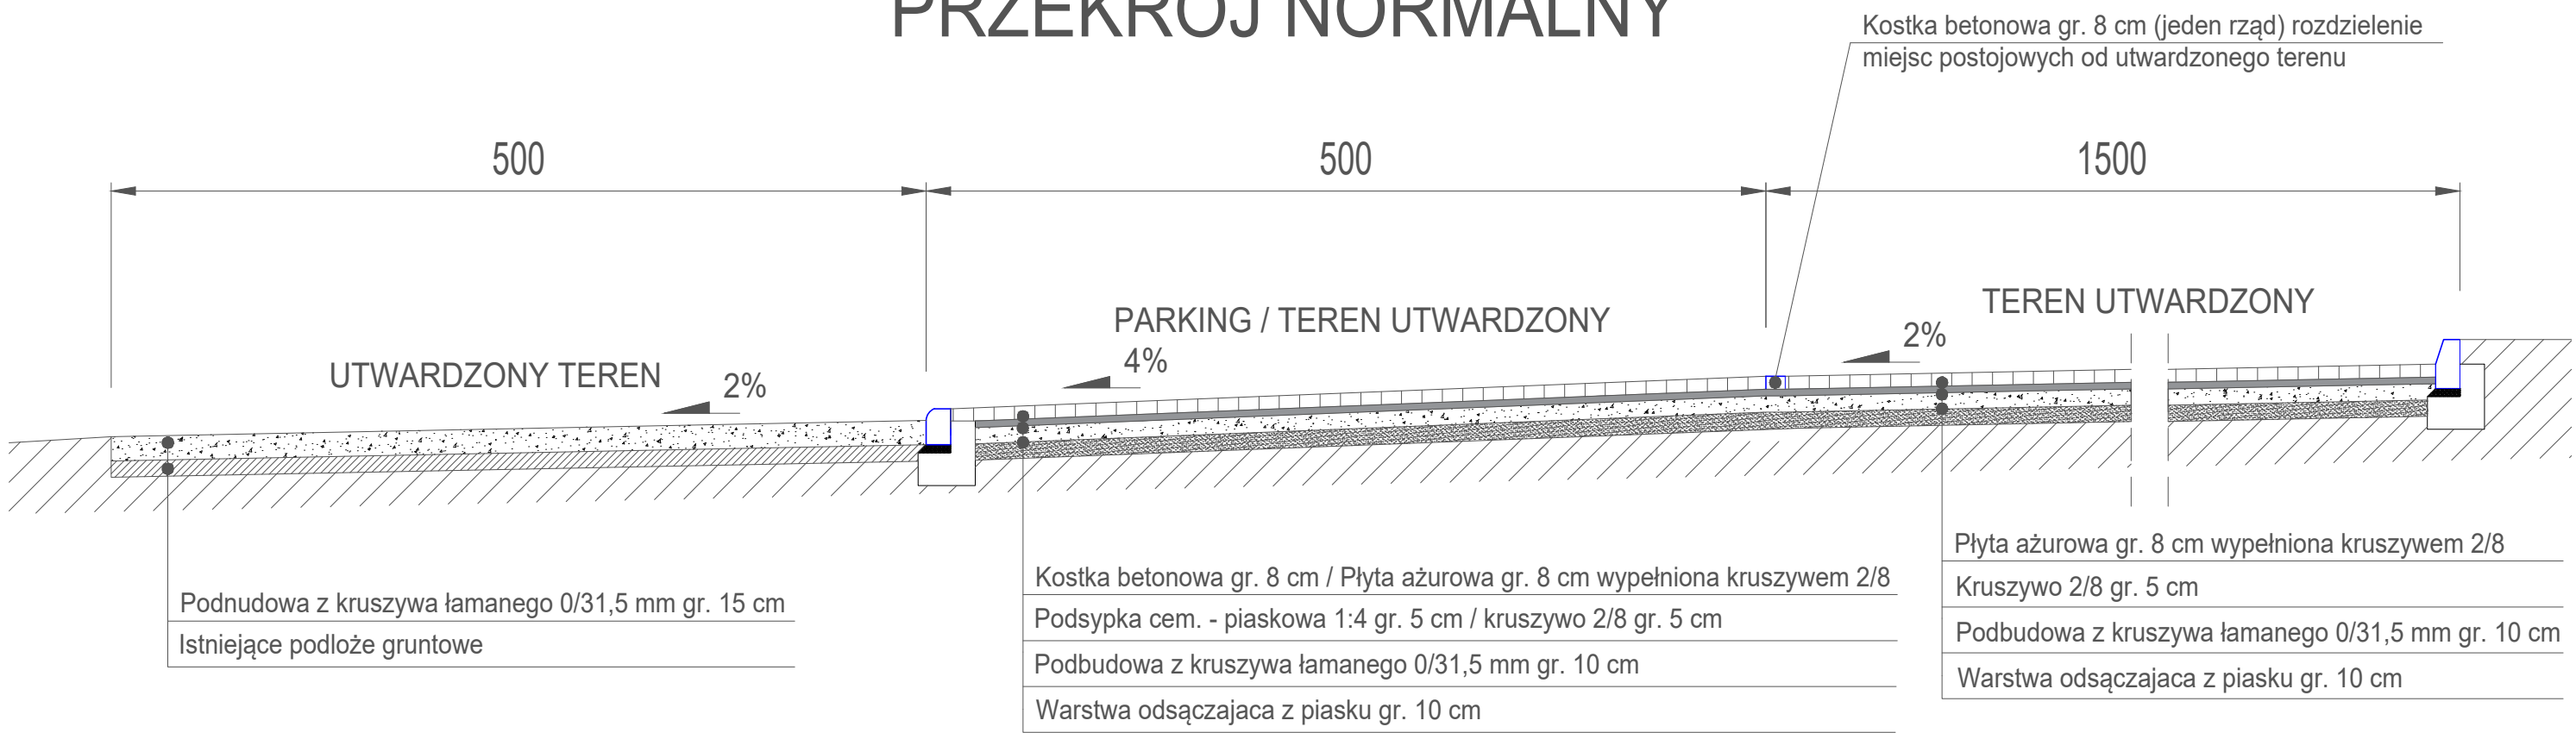 PRZEKRÓJ NORMALNY
Kostka betonowa gr. 8 cm (jeden rząd) rozdzielenie
miejsc postojowych od utwardzonego terenu
500
500
1500
UTWARDZONY TEREN
2%
PARKING / TEREN UTWARDZONY
4%
TEREN UTWARDZONY
2%
Podnudowa z kruszywa łamanego 0/31,5 mm gr. 15 cm
Istniejące podloże gruntowe
Kostka betonowa gr. 8 cm / Płyta ażurowa gr. 8 cm wypełniona kruszywem 2/8
Podsypka cem. - piaskowa 1:4 gr. 5 cm / kruszywo 2/8 gr. 5 cm
Podbudowa z kruszywa łamanego 0/31,5 mm gr. 10 cm
Warstwa odsączajaca z piasku gr. 10 cm
Płyta ażurowa gr. 8 cm wypełniona kruszywem 2/8
Kruszywo 2/8 gr. 5 cm
Podbudowa z kruszywa łamanego 0/31,5 mm gr. 10 cm
Warstwa odsączajaca z piasku gr. 10 cm